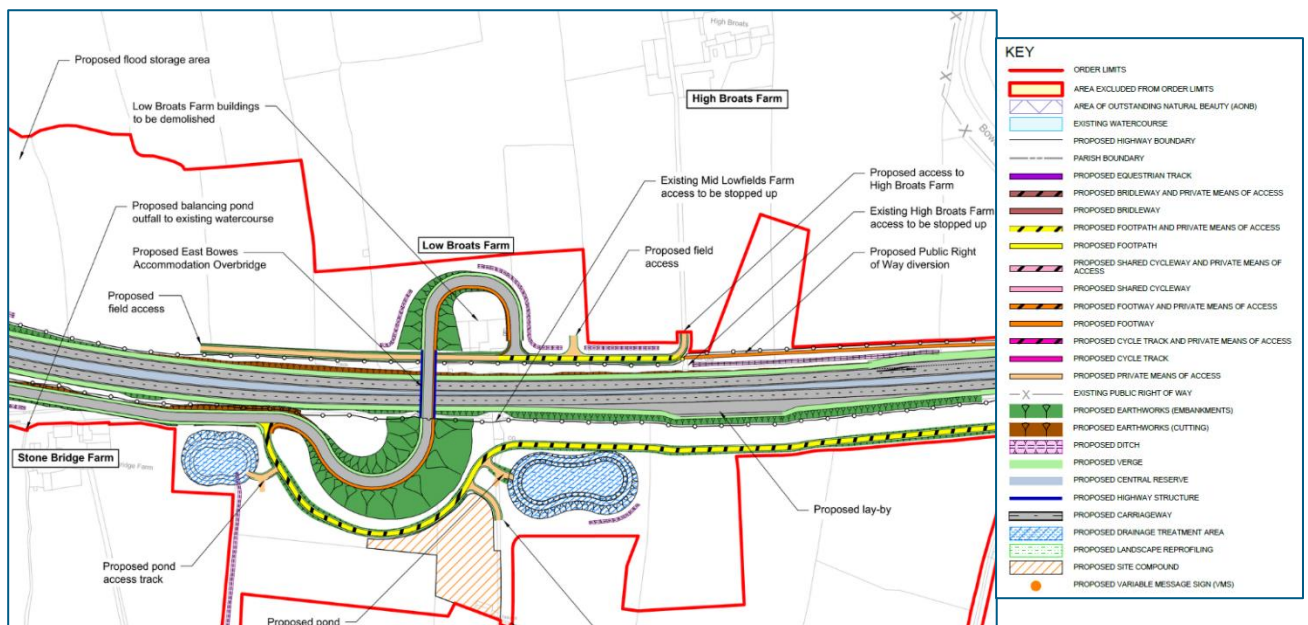 High Broats
Proposed flood storage area
Low Broats Farm buildings
to be demolished
High Broats Farm
Existing Mid Lowfields Farm
access to be stopped up
Proposed access to
High Broats Farm
Existing High Broats Farm
access to be stopped up
Proposed balancing pond
outfall to existing watercourse
Low Broats Farm
Proposed East Bowes
Accommodation Overbridge
Proposed field
access
Proposed Public Right
of Way diversion
Proposed
field access
Stone Bridge Farm
Proposed lay-by
Proposed pond
access track
Proposed pond
KEY
ORDER LIMITS
AREA EXCLUDED FROM ORDER LIMITS
AREA OF OUTSTANDING NATURAL BEAUTY (AONB)
EXISTING WATERCOURSE
PROPOSED HIGHWAY BOUNDARY
PARISH BOUNDARY
PROPOSED EQUESTRIAN TRACK
PROPOSED BRIDLEWAY AND PRIVATE MEANS OF ACCESS
PROPOSED BRIDLEWAY
PROPOSED FOOTPATH AND PRIVATE MEANS OF ACCESS
PROPOSED FOOTPATH
PROPOSED SHARED CYCLEWAY AND PRIVATE MEANS OF
ACCESS
PROPOSED SHARED CYCLEWAY
PROPOSED FOOTWAY AND PRIVATE MEANS OF ACCESS
PROPOSED FOOTWAY
PROPOSED CYCLE TRACK AND PRIVATE MEANS OF ACCESS
PROPOSED CYCLE TRACK
PROPOSED PRIVATE MEANS OF ACCESS
EXISTING PUBLIC RIGHT OF WAY
PROPOSED EARTHWORKS (EMBANKMENTS)
PROPOSED EARTHWORKS (CUTTING)
PROPOSED DITCH
PROPOSED VERGE
PROPOSED CENTRAL RESERVE
PROPOSED HIGHWAY STRUCTURE
PROPOSED CARRIAGEWAY
PROPOSED DRAINAGE TREATMENT AREA
PROPOSED LANDSCAPE REPROFILING
PROPOSED SITE COMPOUND
PROPOSED VARIABLE MESSAGE SIGN (VMS)